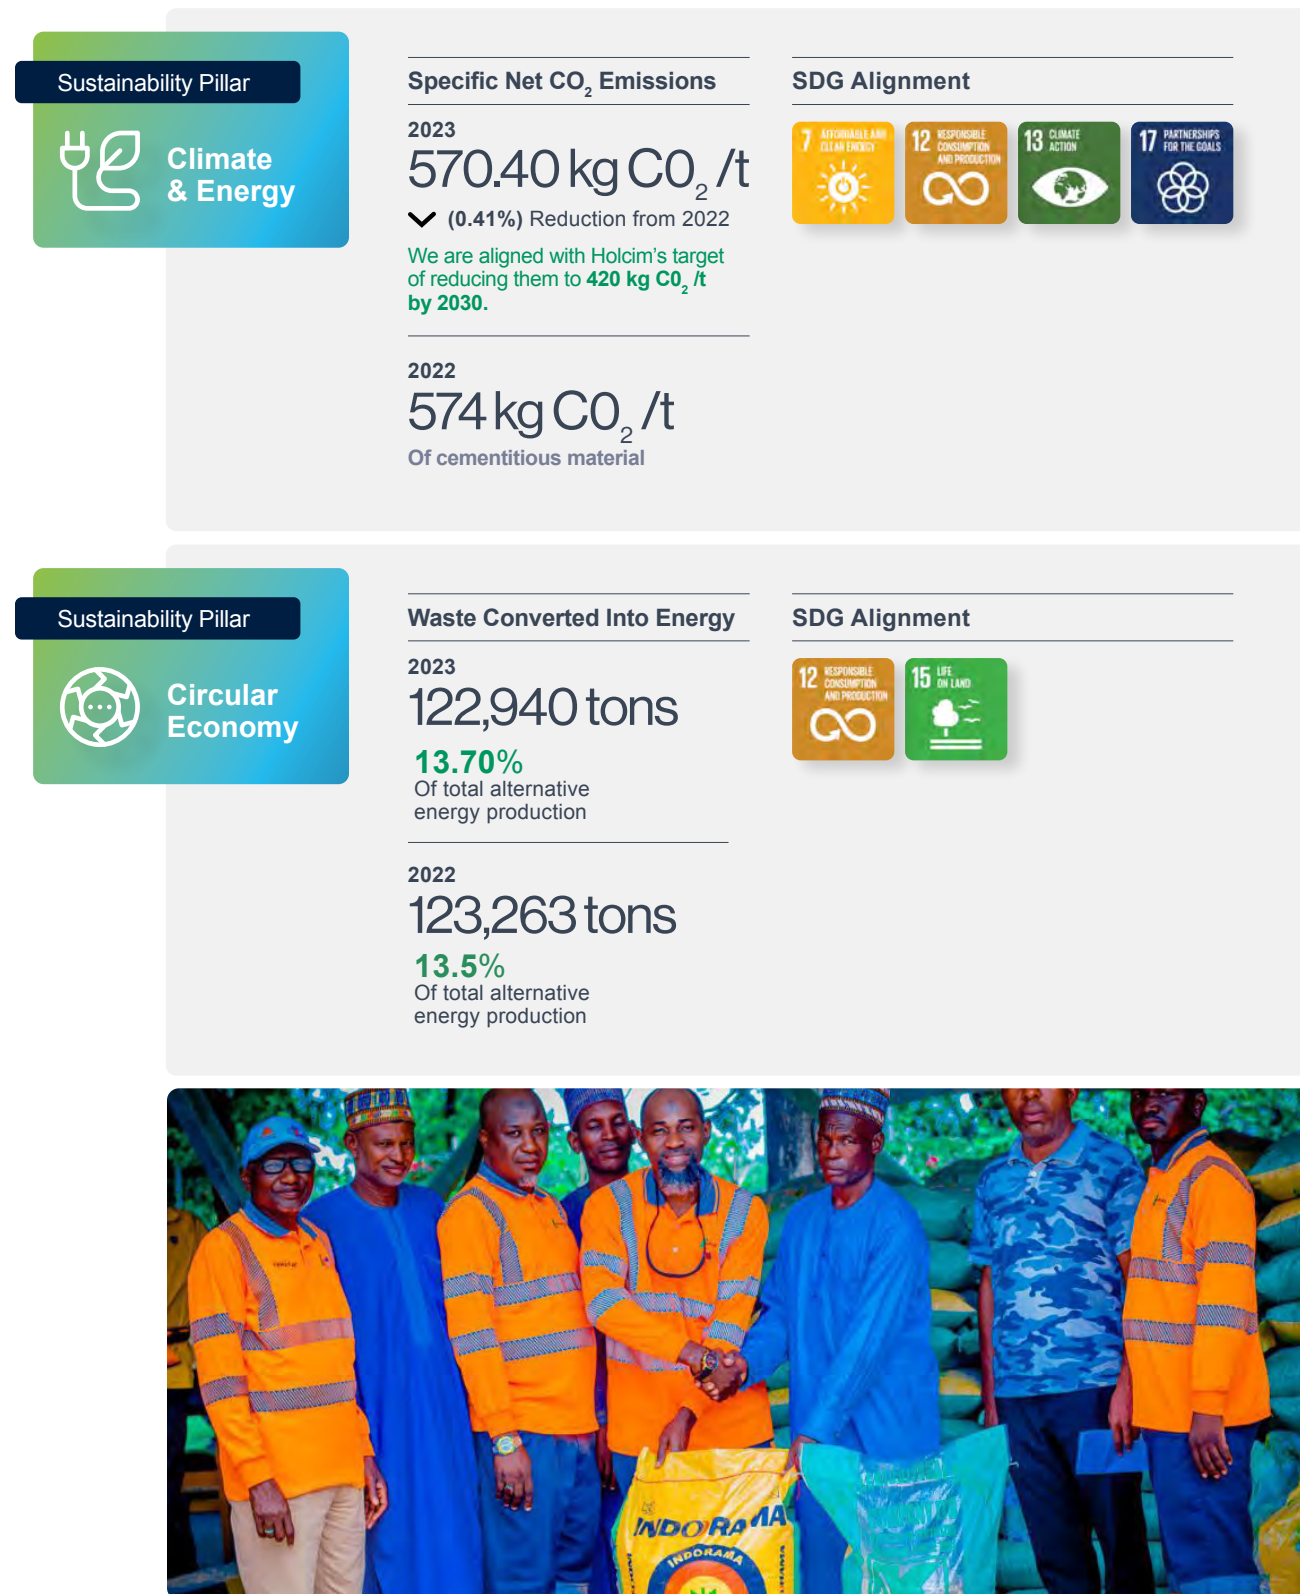 Sustainability Pillar
Climate
& Energy
Specific Net CO₂ Emissions
2023
570.40 kg C0₂ /t
(0.41%) Reduction from 2022
We are aligned with Holcim's target
of reducing them to 420 kg C0₂ /t
by 2030.
2022
574 kg C0₂ /t
Of cementitious material
SDG Alignment
7 AFFORDABLE AND
CLEAN ENERGY
12 RESPONSIBLE
CONSUMPTION
AND PRODUCTION
13 CLIMATE
ACTION
17 PARTNERSHIPS
FOR THE GOALS
Sustainability Pillar
Circular
Economy
Waste Converted Into Energy
2023
122,940 tons
13.70%
Of total alternative
energy production
2022
123,263 tons
13.5%
Of total alternative
energy production
SDG Alignment
12 RESPONSIBLE
CONSUMPTION
AND PRODUCTION
15 LIFE
ON LAND
INDORAMA
INDORAMA